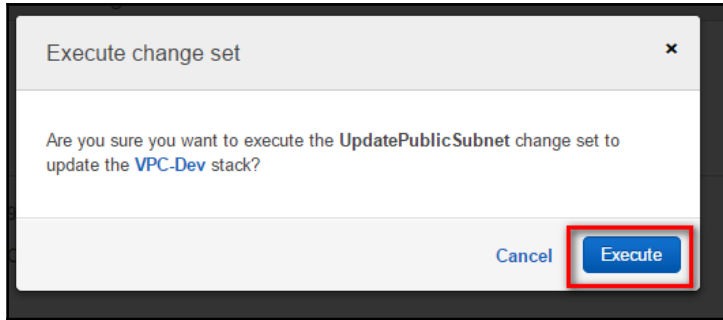 Execute change set
×
Are you sure you want to execute the UpdatePublicSubnet change set to
update the VPC-Dev stack?
Cancel
Execute